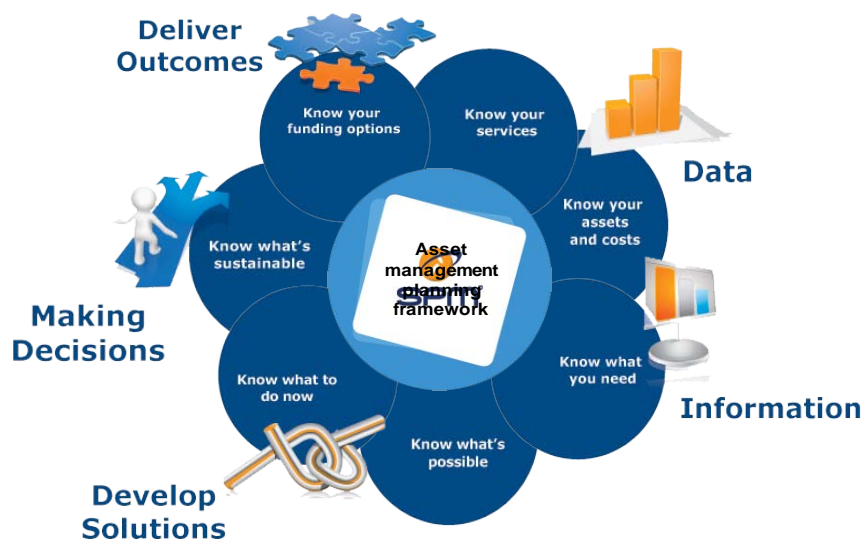 Deliver
Outcomes
Know your
funding options
Know your
services
Data
Know your
assets
and costs
Know what
you need
Information
Know what's
possible
Know what to
do now
Develop
Solutions
Know what's
sustainable
Making
Decisions
Asset
management
planning
framework
SPM